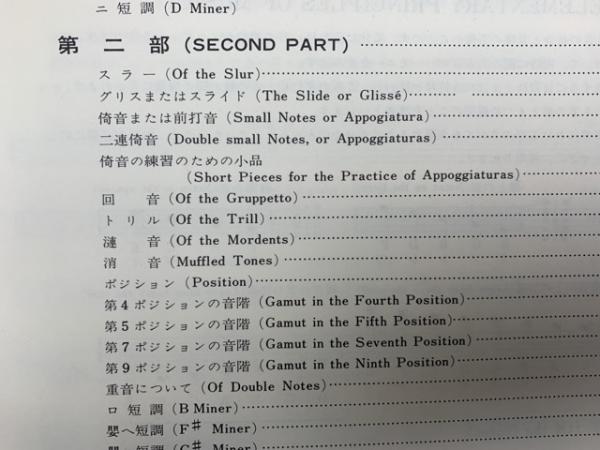 ニ短調 (D Miner)
第二部 (SECOND PART)
スラー (Of the Slur)
グリスまたはスライド (The Slide or Glissé)
倚音または前打音 (Small Notes or Appogiatura)
二連倚音 (Double small Notes, or Appoggiaturas)
倚音の練習のための小品
(Short Pieces for the Practice of Appoggiaturas)
回音 (Of the Gruppetto)
トリル (Of the Trill)
漣音 (Of the Mordents)
消音 (Muffled Tones)
ポジション (Position)
第4ポジションの音階 (Gamut in the Fourth Position)
第5ポジションの音階 (Gamut in the Fifth Position)
第7ポジションの音階 (Gamut in the Seventh Position)
第9ポジションの音階 (Gamut in the Ninth Position)
重音について (Of Double Notes)
ロ短調 (B Miner)
嬰ヘ短調 (F# Miner)